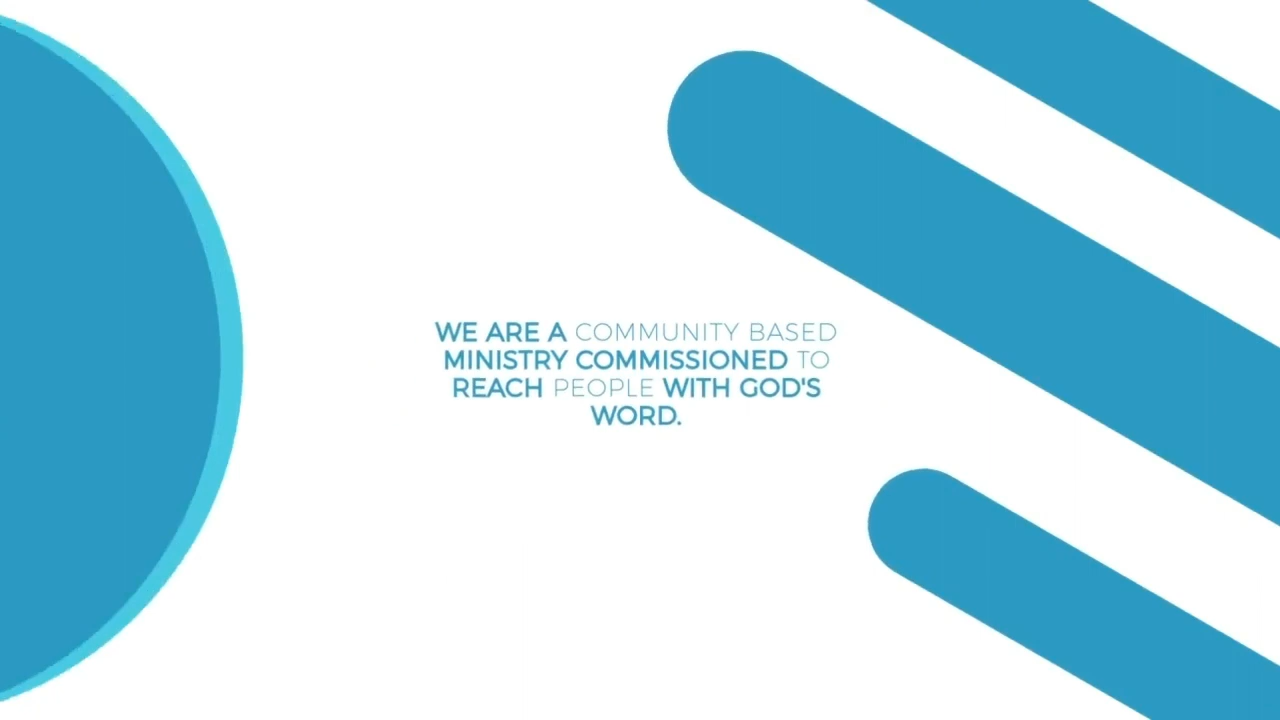 WE ARE A COMMUNITY BASED
MINISTRY COMMISSIONED TO
REACH PEOPLE WITH GOD'S
WORD.